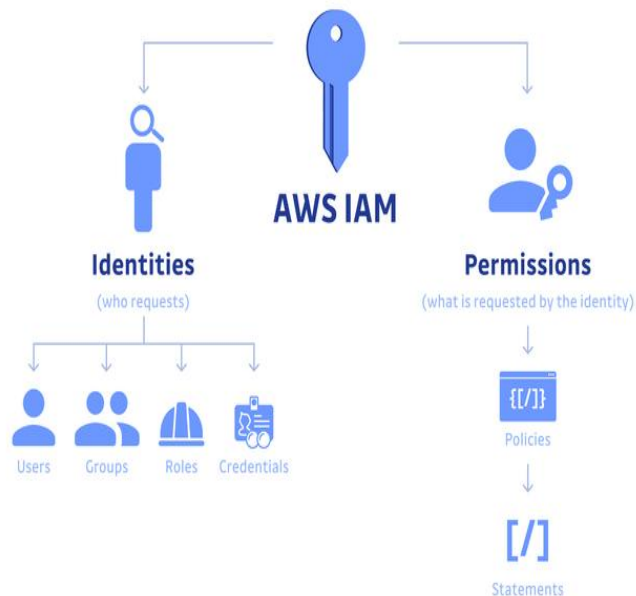 AWS IAM
Identities
(who requests)
Users
Groups
Roles
Credentials
Permissions
(what is requested by the identity)
{[/]}
Policies
[/]
Statements